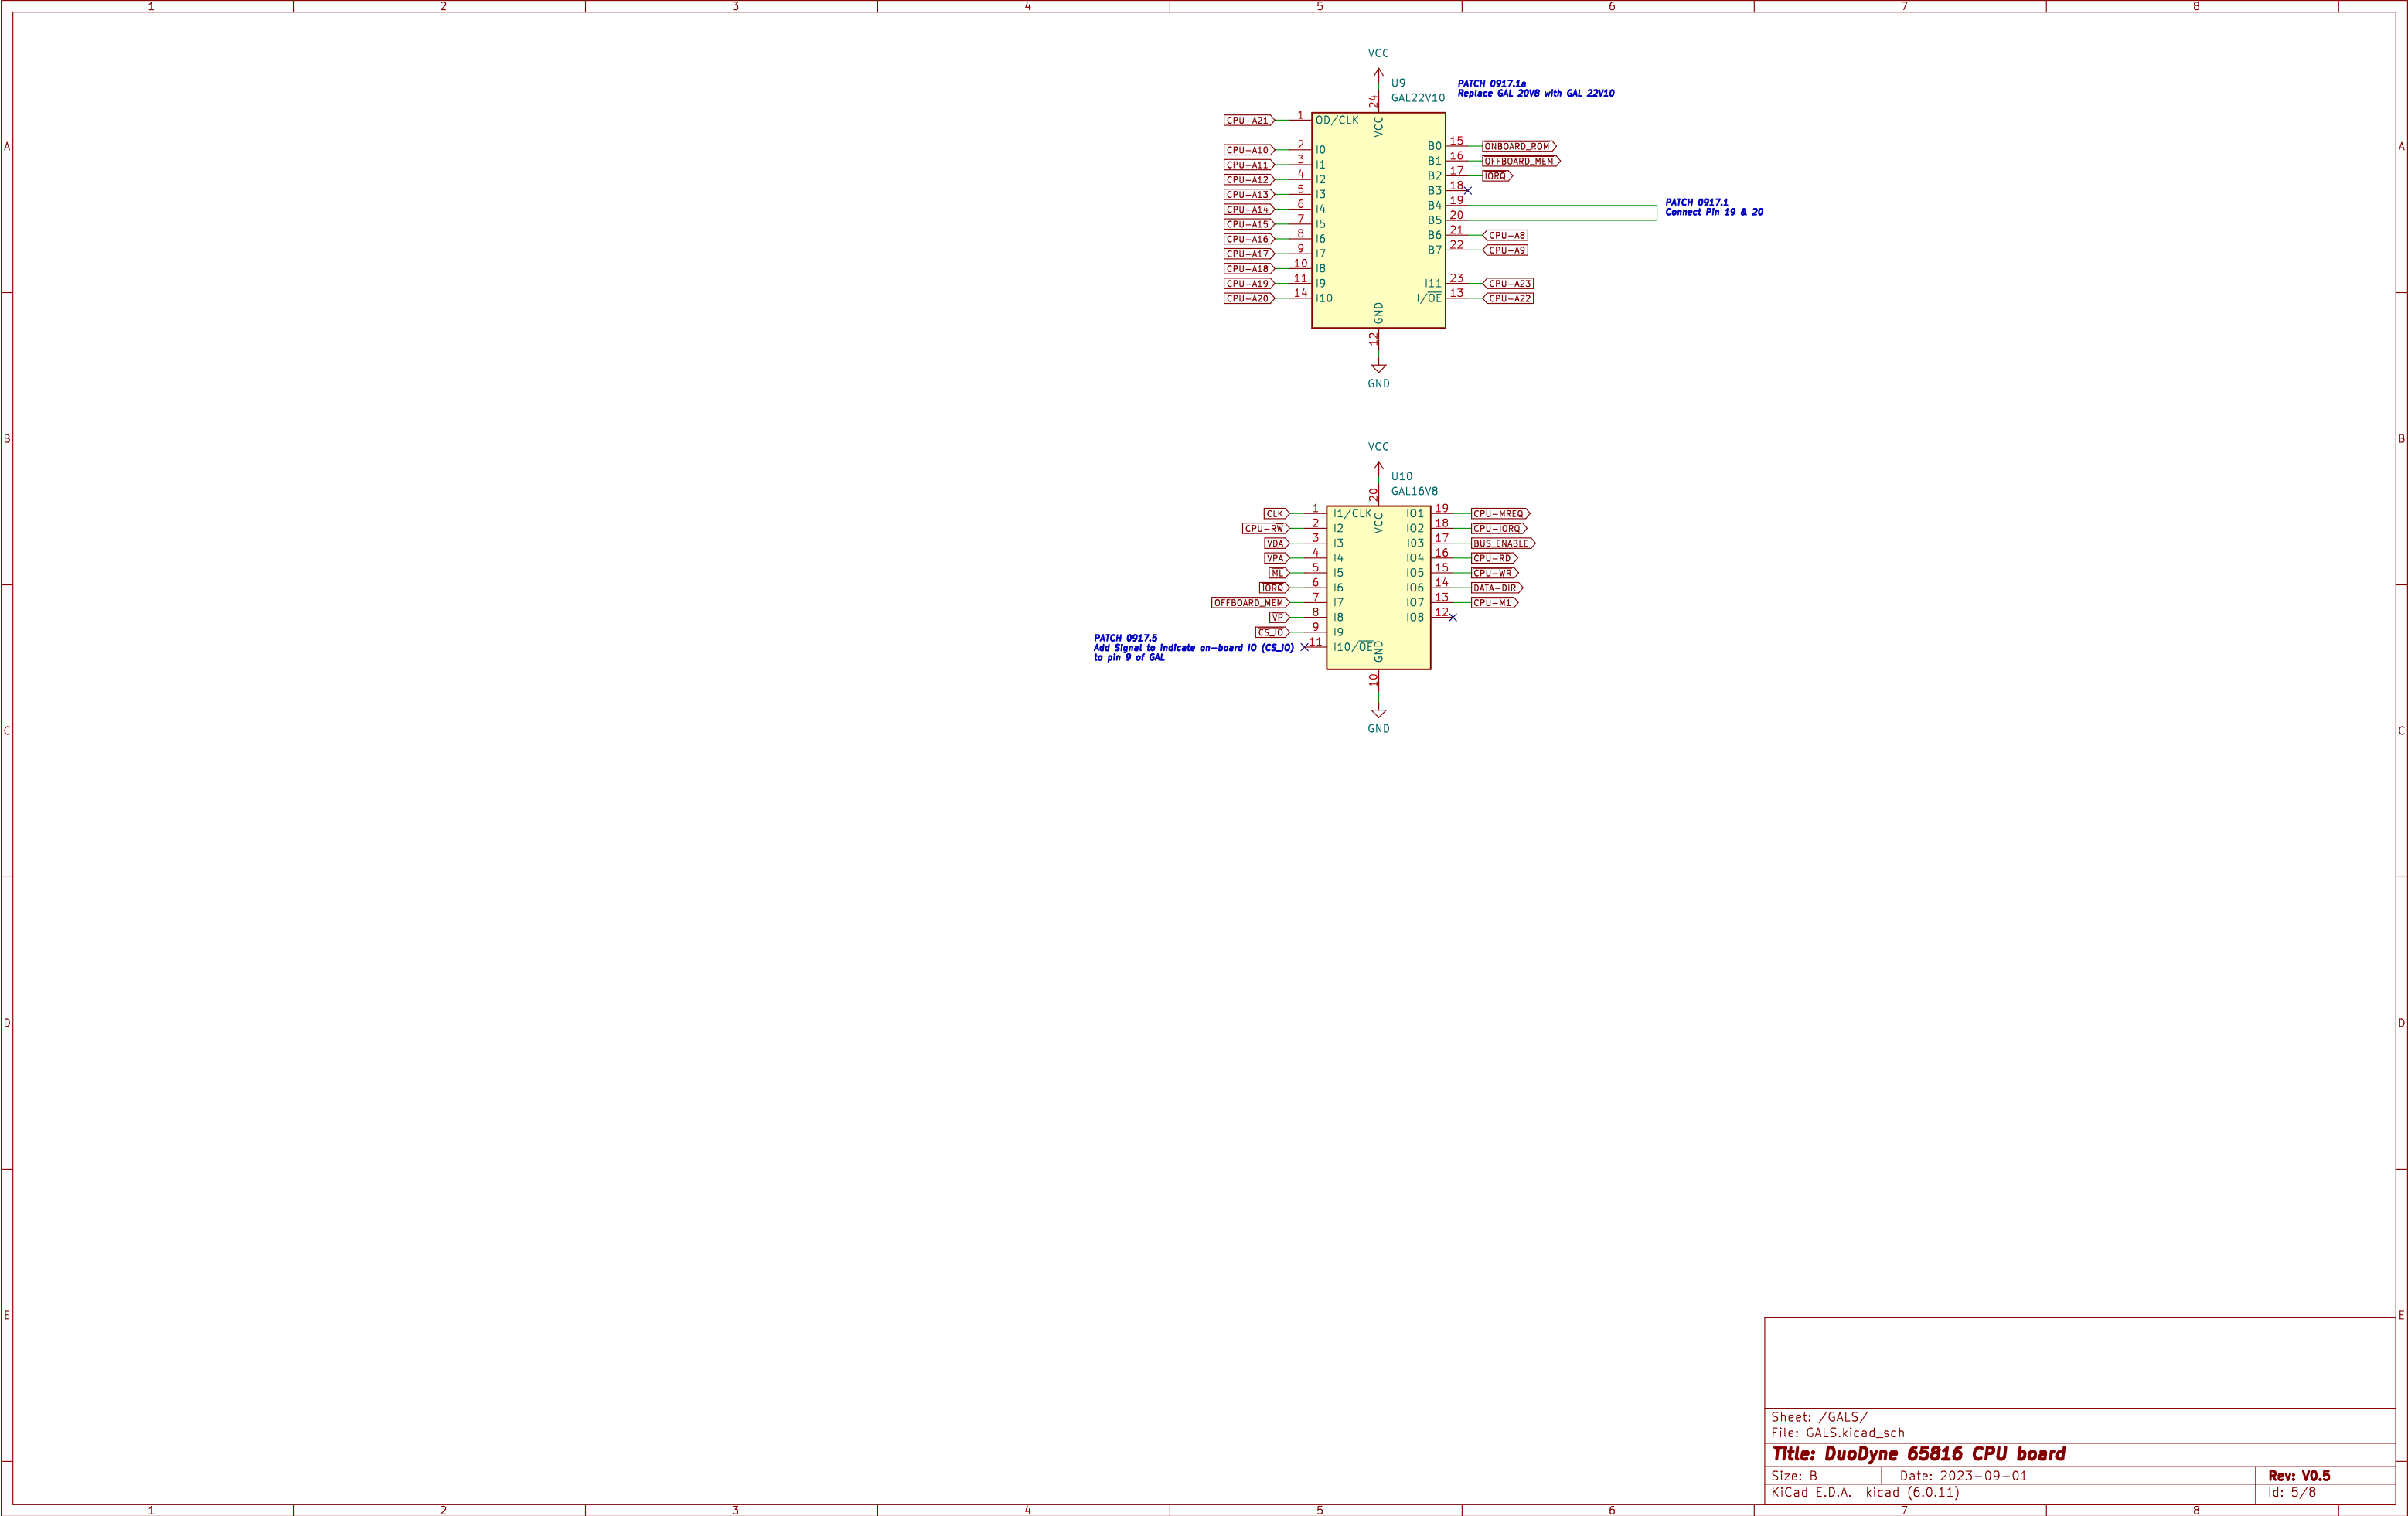 1 2 3 4 5 6 7 8
A A
B B
C C
D D
E E
VCC
U9
GAL22V10
PATCH 0917.1a
Replace GAL 20V8 with GAL 22V10
24
VCC
CPU-A21 1 OD/CLK
CPU-A10 2 I0
CPU-A11 3 I1
CPU-A12 4 I2
CPU-A13 5 I3
CPU-A14 6 I4
CPU-A15 7 I5
CPU-A16 8 I6
CPU-A17 9 I7
CPU-A18 10 I8
CPU-A19 11 I9
CPU-A20 14 I10
B0 15 ONBOARD_ROM
B1 16 OFFBOARD_MEM
B2 17 IORQ
B3 18
B4 19
B5 20
B6 21 CPU-A8
B7 22 CPU-A9
I11 23 CPU-A23
I/OE 13 CPU-A22
PATCH 0917.1
Connect Pin 19 & 20
GND
12
GND
VCC
U10
GAL16V8
20
VCC
CLK 1 I1/CLK
CPU-RW 2 I2
VDA 3 I3
VPA 4 I4
ML 5 I5
IORQ 6 I6
OFFBOARD_MEM 7 I7
VP 8 I8
CS_IO 9 I9
11 I10/OE
IO1 19 CPU-MREQ
IO2 18 CPU-IORQ
I03 17 BUS_ENABLE
IO4 16 CPU-RD
IO5 15 CPU-WR
IO6 14 DATA-DIR
IO7 13 CPU-M1
IO8 12
PATCH 0917.5
Add Signal to indicate on-board IO (CS_IO)
to pin 9 of GAL
GND
10
GND
Sheet: /GALS/
File: GALS.kicad_sch
Title: DuoDyne 65816 CPU board
Size: B Date: 2023-09-01 Rev: V0.5
KiCad E.D.A. kicad (6.0.11) Id: 5/8
1 2 3 4 5 6 7 8